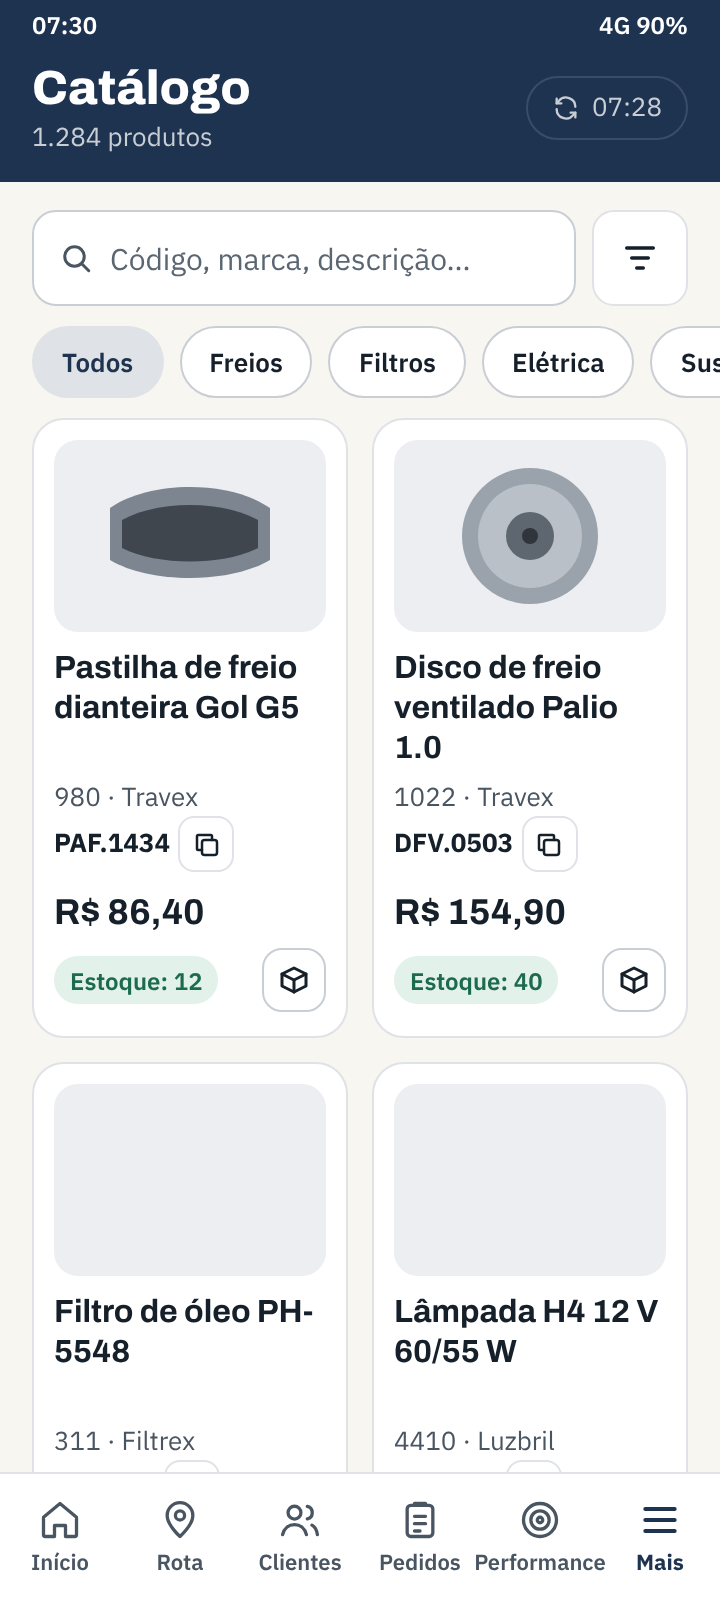 07:30
4G 90%
Catálogo
1.284 produtos
07:28
Código, marca, descrição...
Todos
Freios
Filtros
Elétrica
Sus
Pastilha de freio
dianteira Gol G5
980 · Travex
PAF.1434
R$ 86,40
Estoque: 12
Disco de freio
ventilado Palio
1.0
1022 · Travex
DFV.0503
R$ 154,90
Estoque: 40
Filtro de óleo PH-
5548
311 · Filtrex
Lâmpada H4 12 V
60/55 W
4410 · Luzbril
Início
Rota
Clientes
Pedidos
Performance
Mais